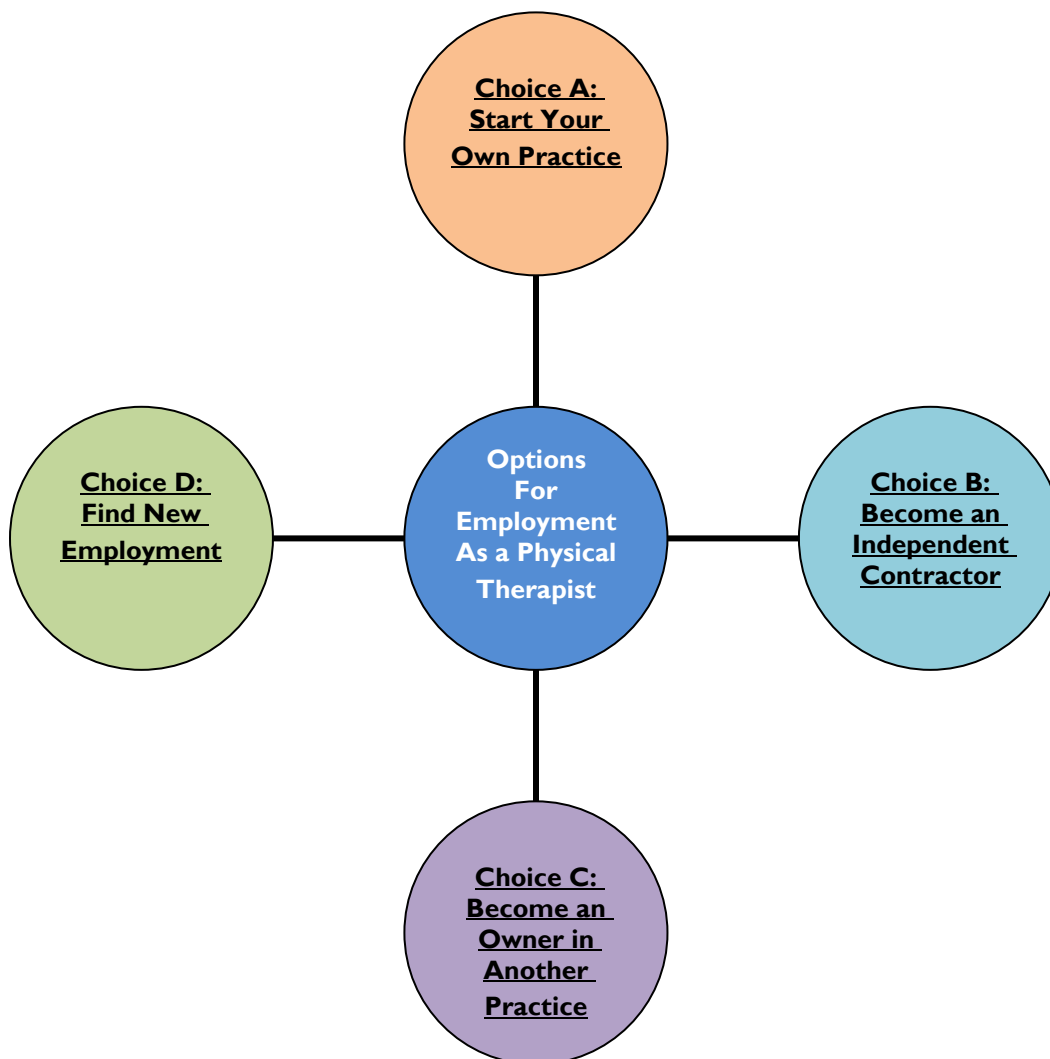 Choice A:
Start Your
Own Practice
Options
For
Employment
As a Physical
Therapist
Choice D:
Find New
Employment
Choice B:
Become an
Independent
Contractor
Choice C:
Become an
Owner in
Another
Practice